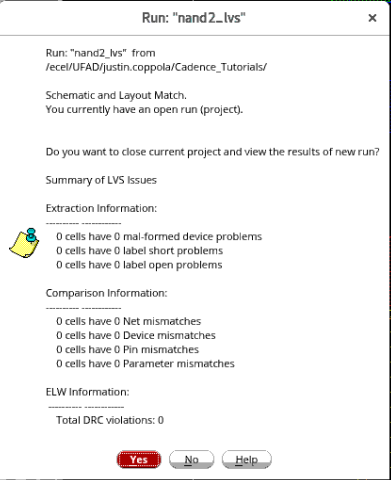 Run: "nand2_lvs"
×
Run: "nand2_lvs" from
/ecel/UFAD/justin.coppola/Cadence_Tutorials/
Schematic and Layout Match.
You currently have an open run (project).
Do you want to close current project and view the results of new run?
Summary of LVS Issues
Extraction Information:
---------- ------------
0 cells have 0 mal-formed device problems
0 cells have 0 label short problems
0 cells have 0 label open problems
Comparison Information:
---------- ------------
0 cells have 0 Net mismatches
0 cells have 0 Device mismatches
0 cells have 0 Pin mismatches
0 cells have 0 Parameter mismatches
ELW Information:
---------- ------------
Total DRC violations: 0
Yes No Help